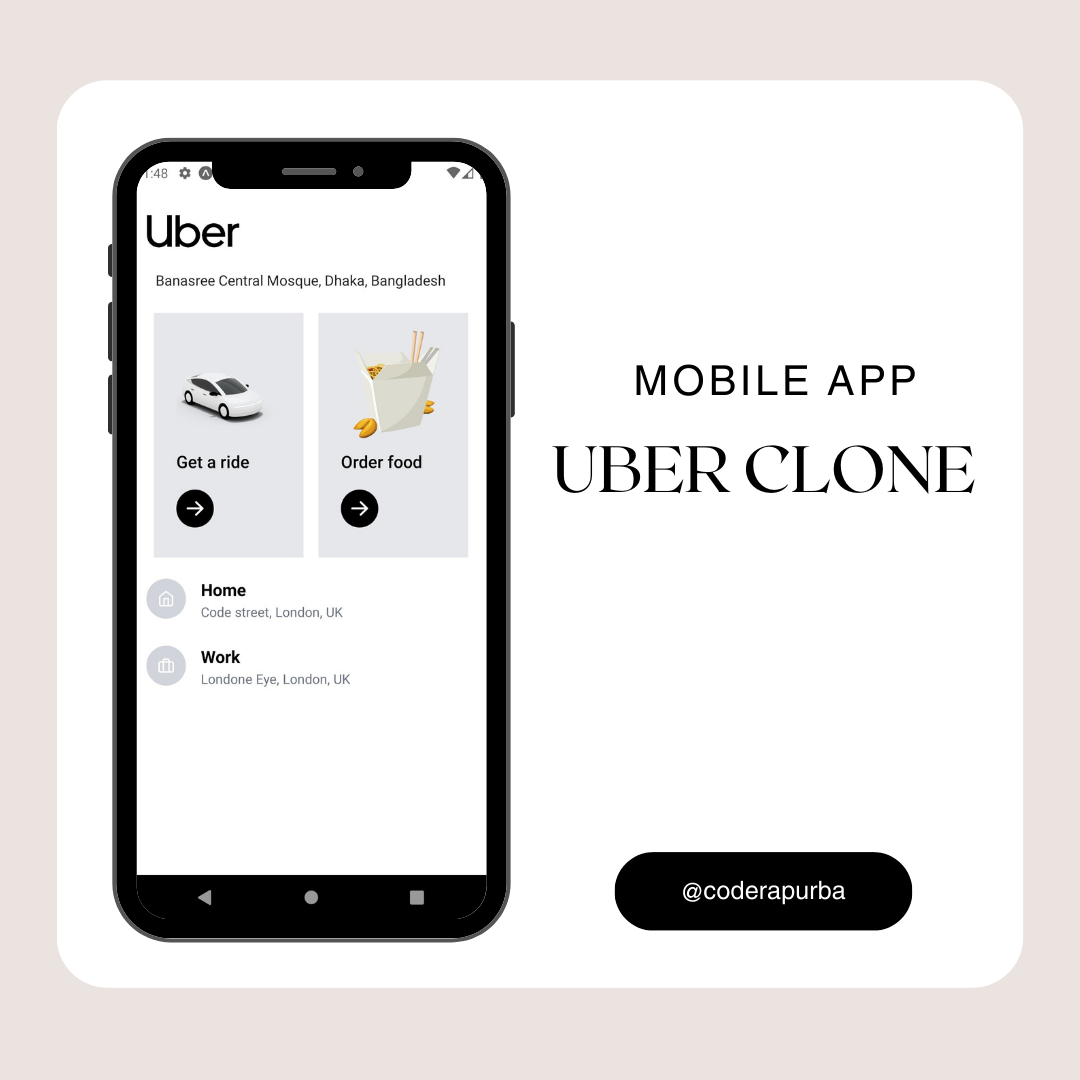 :48
Uber
Banasree Central Mosque, Dhaka, Bangladesh
Get a ride
Order food
Home
Code street, London, UK
Work
Londone Eye, London, UK
MOBILE APP
UBER CLONE
@coderapurba